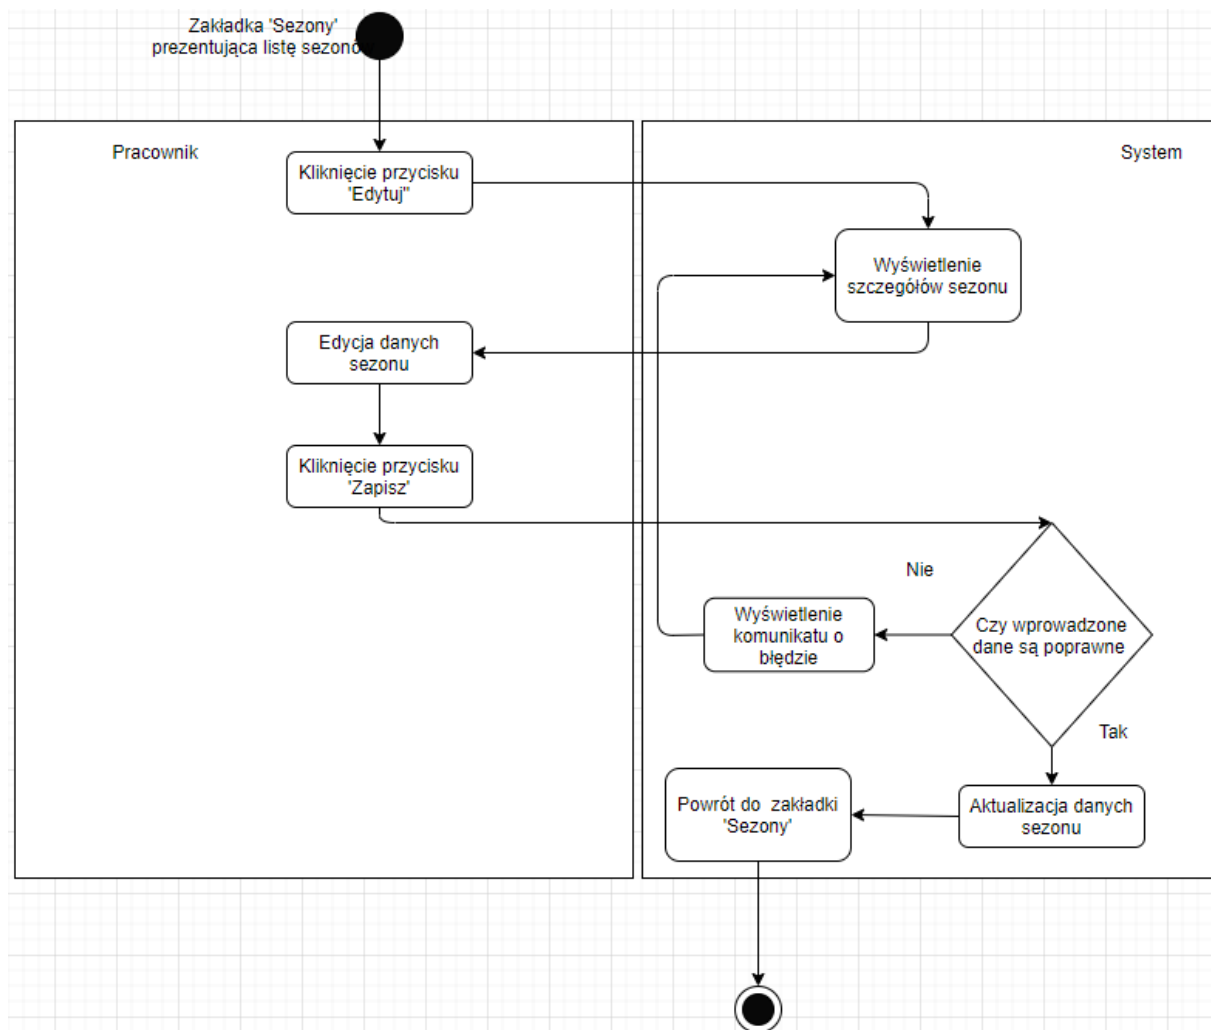 Zakładka 'Sezony'
prezentująca listę sezonów
Pracownik
System
Kliknięcie przycisku
'Edytuj"
Wyświetlenie
szczegółów sezonu
Edycja danych
sezonu
Kliknięcie przycisku
'Zapisz'
Nie
Wyświetlenie
komunikatu o
błędzie
Czy wprowadzone
dane są poprawne
Tak
Powrót do zakładki
'Sezony'
Aktualizacja danych
sezonu